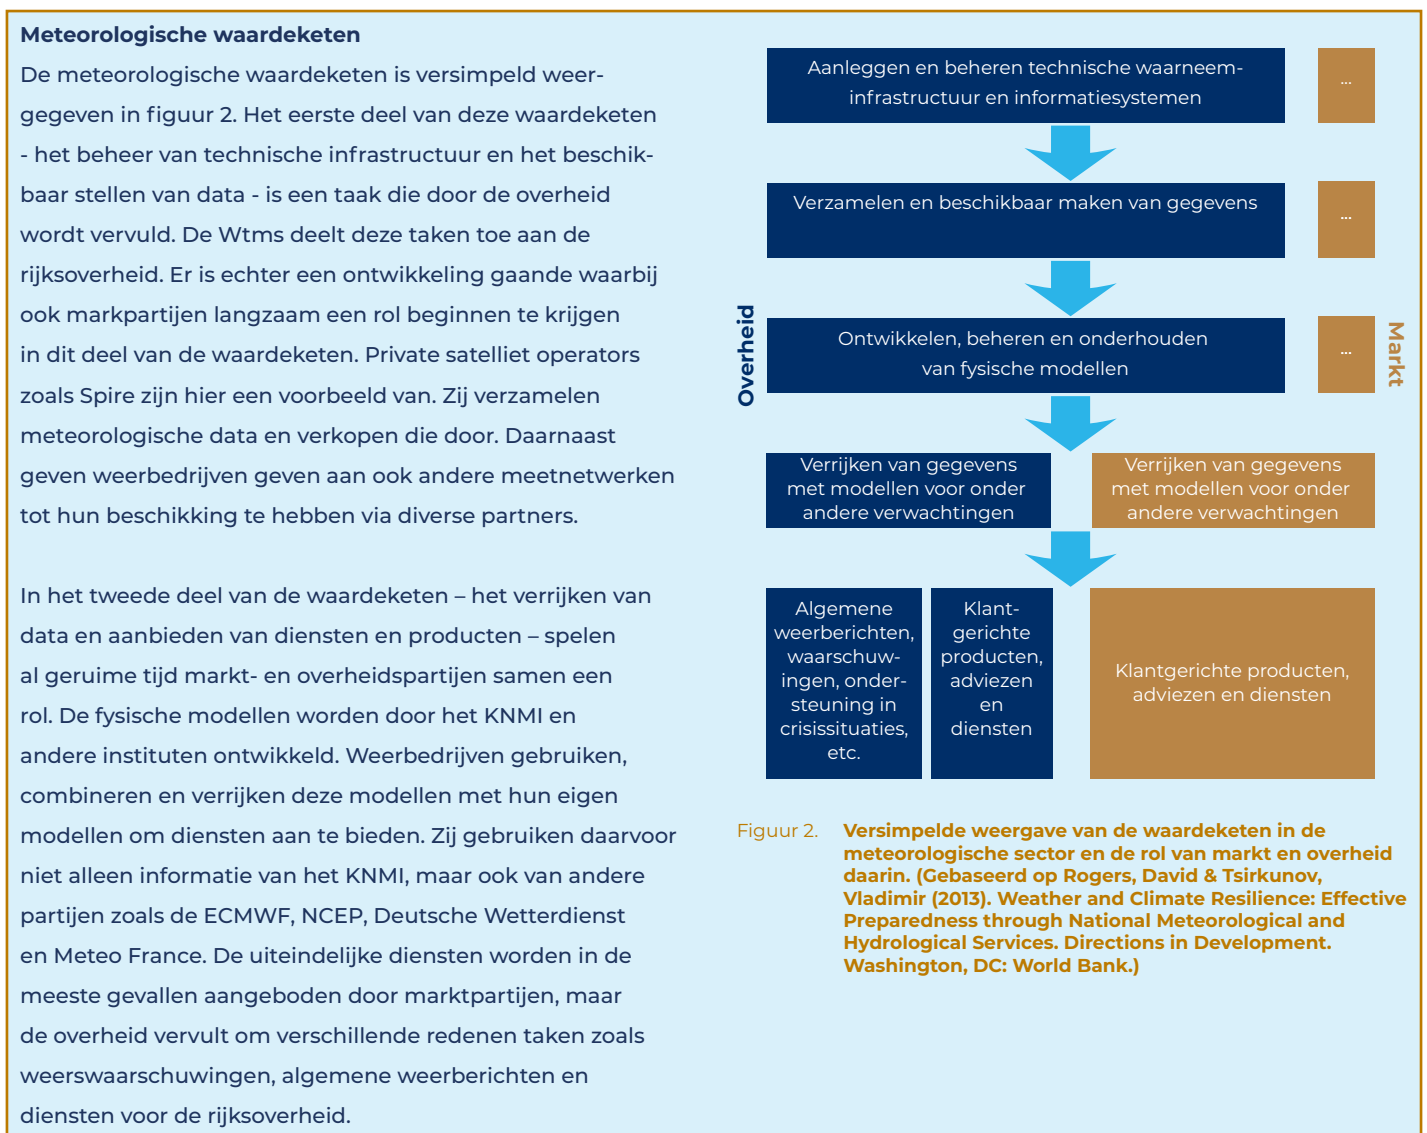 Meteorologische waardeketen
De meteorologische waardeketen is versimpeld weer-
gegeven in figuur 2. Het eerste deel van deze waardeketen
- het beheer van technische infrastructuur en het beschik-
baar stellen van data - is een taak die door de overheid
wordt vervuld. De Wtms deelt deze taken toe aan de
rijksoverheid. Er is echter een ontwikkeling gaande waarbij
ook markpartijen langzaam een rol beginnen te krijgen
in dit deel van de waardeketen. Private satelliet operators
zoals Spire zijn hier een voorbeeld van. Zij verzamelen
meteorologische data en verkopen die door. Daarnaast
geven weerbedrijven geven aan ook andere meetnetwerken
tot hun beschikking te hebben via diverse partners.
In het tweede deel van de waardeketen – het verrijken van
data en aanbieden van diensten en producten – spelen
al geruime tijd markt- en overheidspartijen samen een
rol. De fysische modellen worden door het KNMI en
andere instituten ontwikkeld. Weerbedrijven gebruiken,
combineren en verrijken deze modellen met hun eigen
modellen om diensten aan te bieden. Zij gebruiken daarvoor
niet alleen informatie van het KNMI, maar ook van andere
partijen zoals de ECMWF, NCEP, Deutsche Wetterdienst
en Meteo France. De uiteindelijke diensten worden in de
meeste gevallen aangeboden door marktpartijen, maar
de overheid vervult om verschillende redenen taken zoals
weerswaarschuwingen, algemene weerberichten en
diensten voor de rijksoverheid.
Overheid
Aanleggen en beheren technische waarneem-
infrastructuur en informatiesystemen
...
Verzamelen en beschikbaar maken van gegevens
...
Ontwikkelen, beheren en onderhouden
van fysische modellen
...
Markt
Verrijken van gegevens
met modellen voor onder
andere verwachtingen
Verrijken van gegevens
met modellen voor onder
andere verwachtingen
Algemene
weerberichten,
waarschuw-
ingen, onder-
steuning in
crisissituaties,
etc.
Klant-
gerichte
producten,
adviezen
en
diensten
Klantgerichte producten,
adviezen en diensten
Figuur 2. Versimpelde weergave van de waardeketen in de
meteorologische sector en de rol van markt en overheid
daarin. (Gebaseerd op Rogers, David & Tsirkunov,
Vladimir (2013). Weather and Climate Resilience: Effective
Preparedness through National Meteorological and
Hydrological Services. Directions in Development.
Washington, DC: World Bank.)